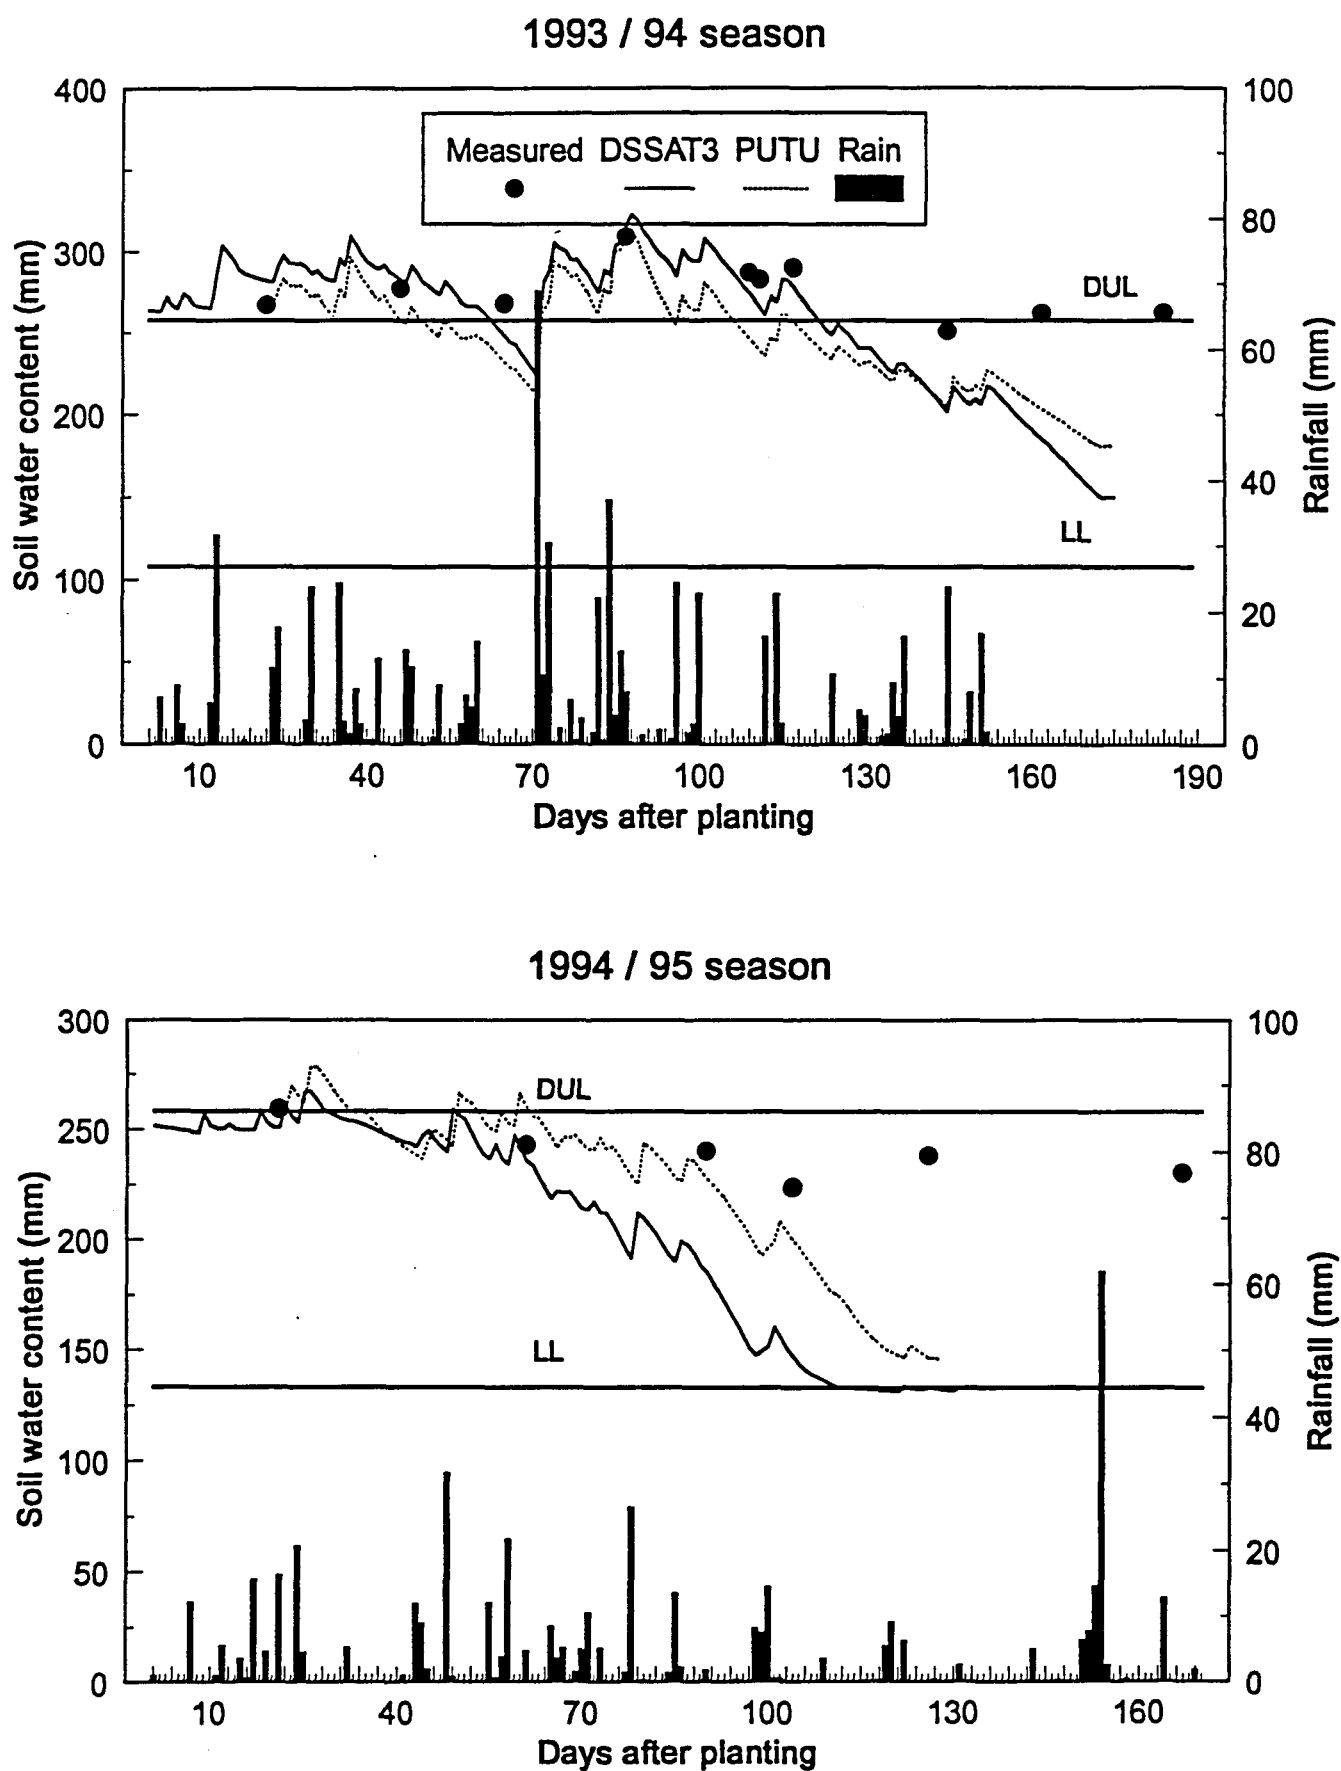 1993 / 94 season
400
300
200
100
0
100
80
60
40
20
0
Measured DSSAT3 PUTU Rain
DUL
LL
Soil water content (mm)
Rainfall (mm)
10 40 70 100 130 160 190
Days after planting
1994 / 95 season
300
250
200
150
100
50
0
100
80
60
40
20
0
DUL
LL
Soil water content (mm)
Rainfall (mm)
10 40 70 100 130 160
Days after planting